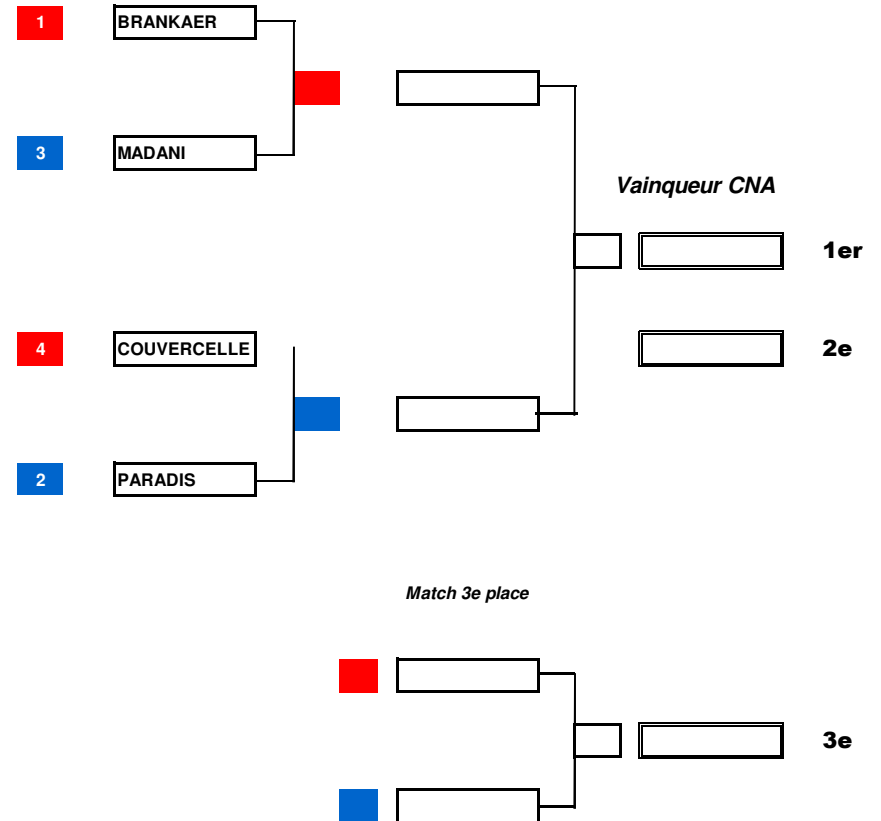 1 BRANKAER
3 MADANI
Vainqueur CNA
1er
4 COUVERCELLE
2e
2 PARADIS
Match 3e place
3e